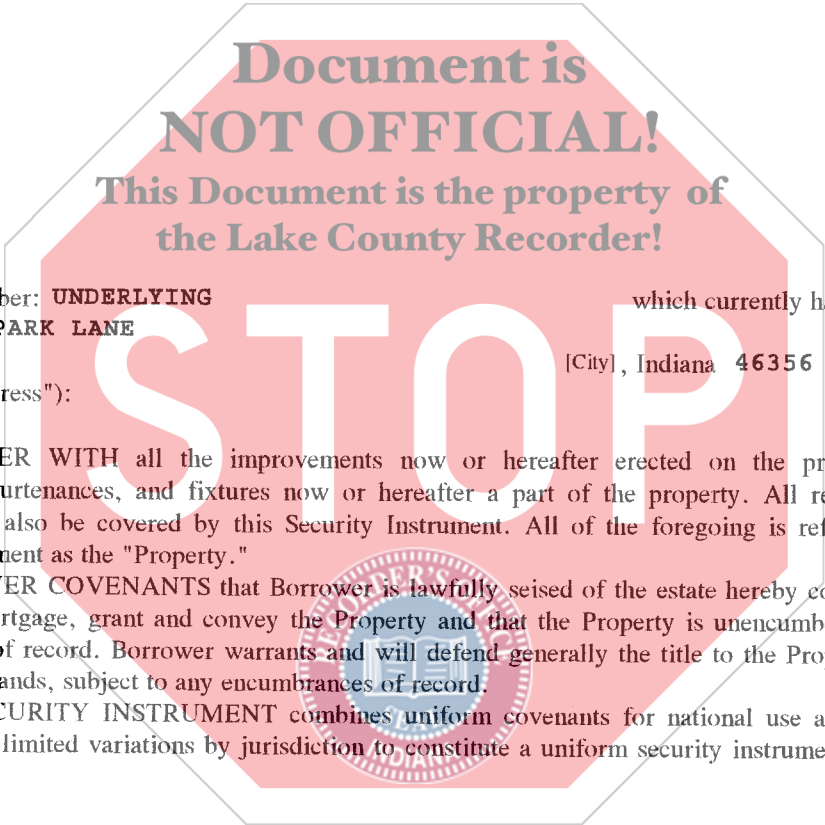 Document is
NOT OFFICIAL!
This Document is the property of
the Lake County Recorder!
ber: UNDERLYING which currently h
PARK LANE
[City], Indiana 46356
ress"):
STOP
ER WITH all the improvements now or hereafter erected on the pr
urtenances, and fixtures now or hereafter a part of the property. All re
also be covered by this Security Instrument. All of the foregoing is ref
ment as the "Property."
ER COVENANTS that Borrower is lawfully seised of the estate hereby co
rtgage, grant and convey the Property and that the Property is unencumb
of record. Borrower warrants and will defend generally the title to the Pro
ands, subject to any encumbrances of record.
CURITY INSTRUMENT combines uniform covenants for national use a
limited variations by jurisdiction to constitute a uniform security instrume
SEAL
INDIANA